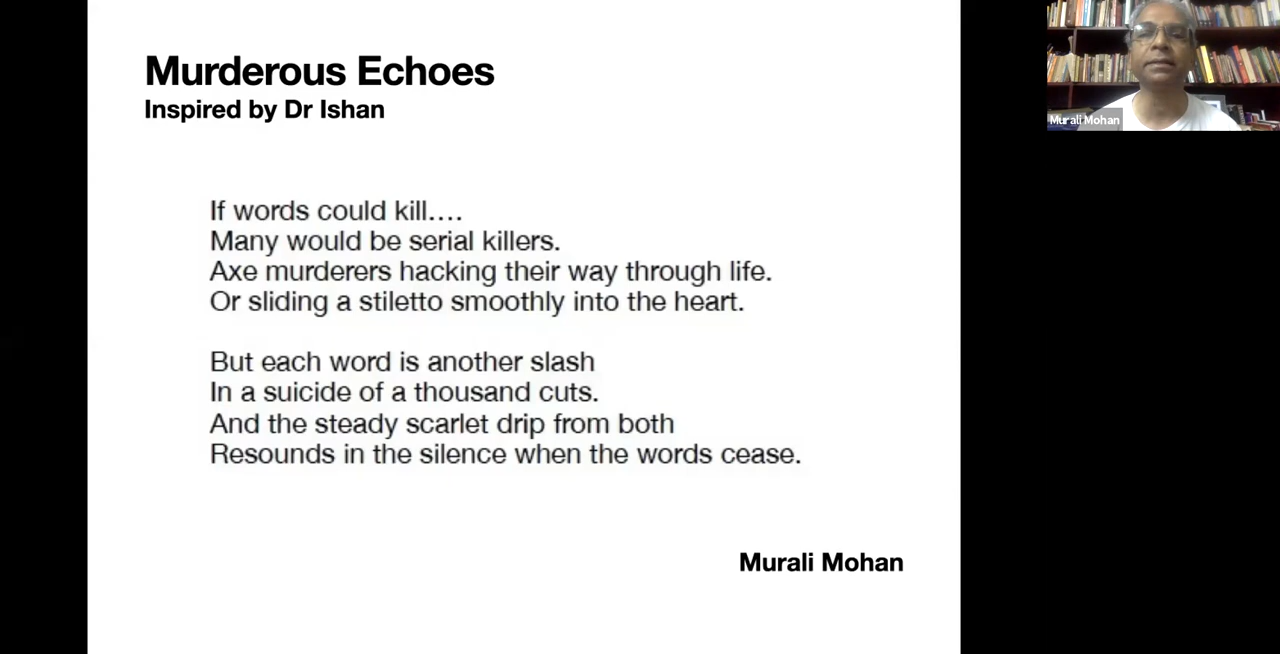 Murderous Echoes
Inspired by Dr Ishan
If words could kill....
Many would be serial killers.
Axe murderers hacking their way through life.
Or sliding a stiletto smoothly into the heart.
But each word is another slash
In a suicide of a thousand cuts.
And the steady scarlet drip from both
Resounds in the silence when the words cease.
Murali Mohan
Murali Mohan